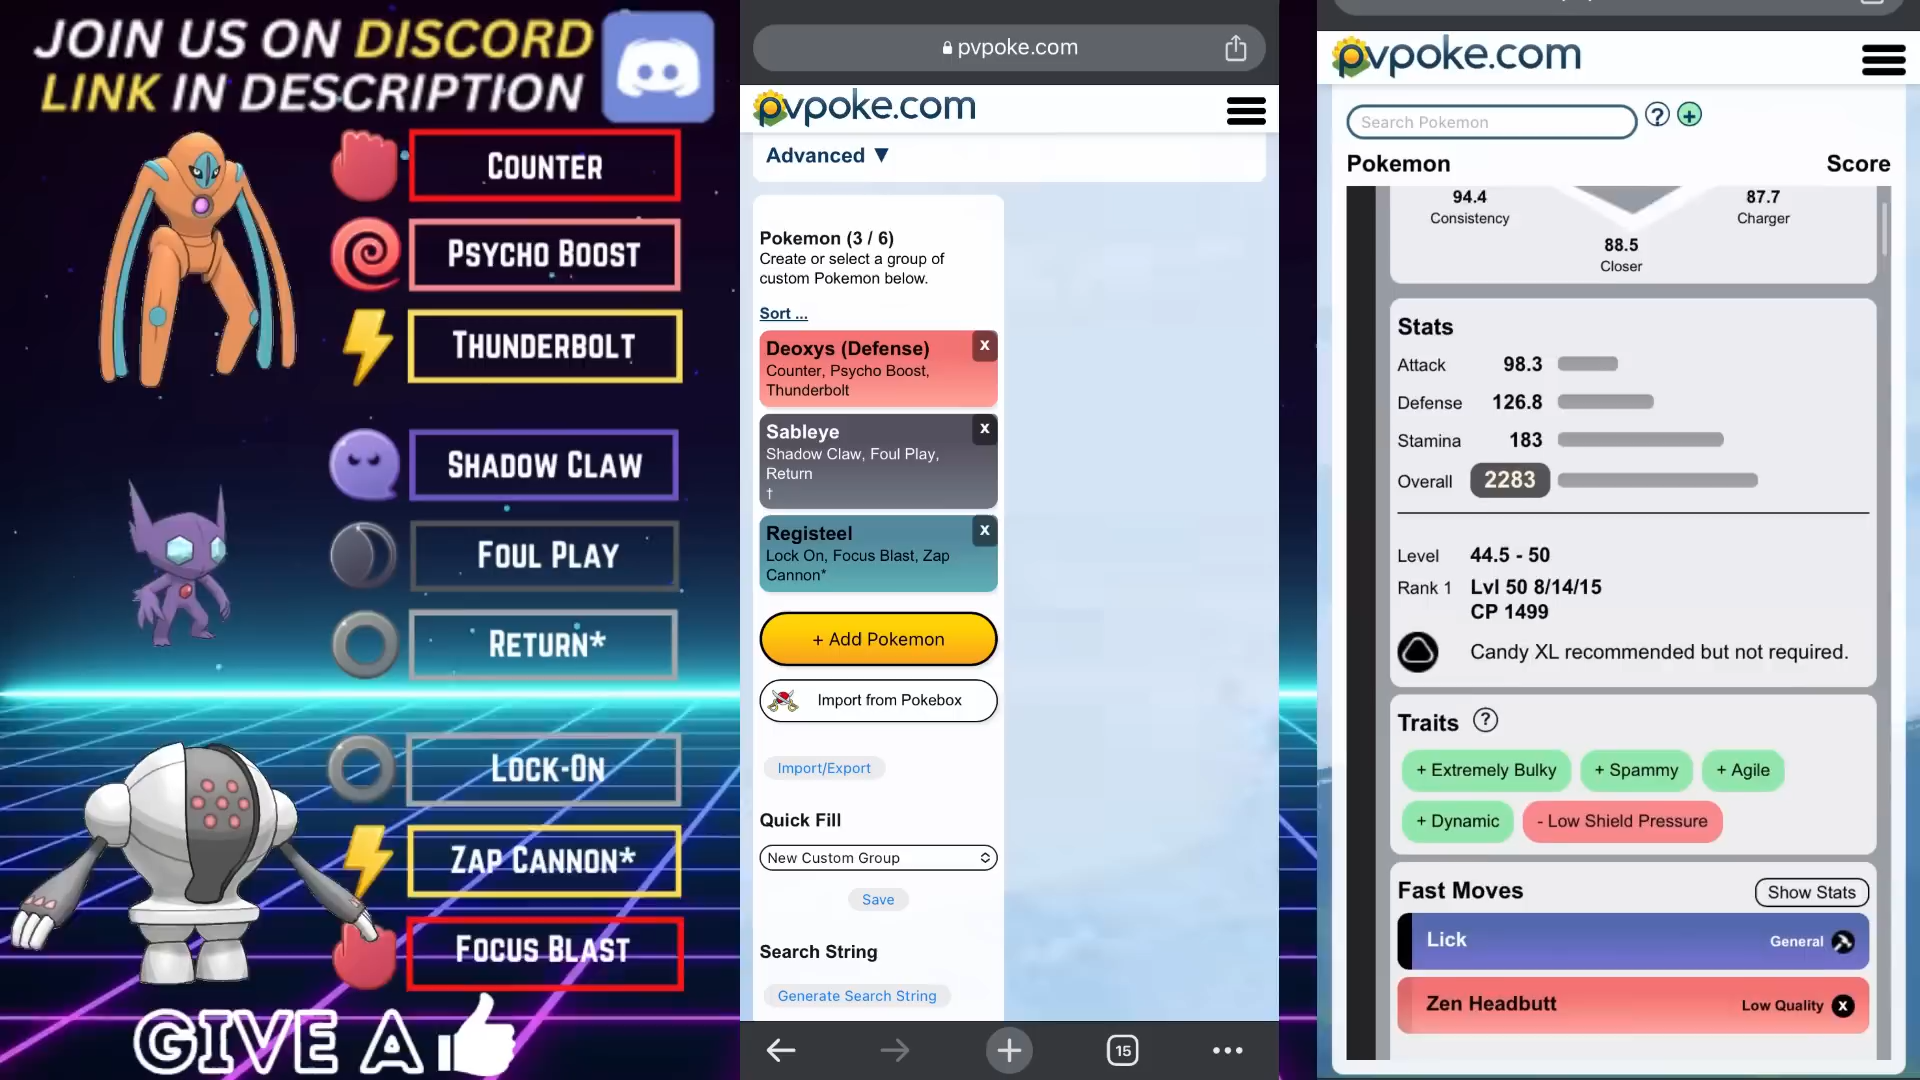 JOIN US ON DISCORD
LINK IN DESCRIPTION
COUNTER
PSYCHO BOOST
THUNDERBOLT
SHADOW CLAW
FOUL PLAY
RETURN*
LOCK-ON
ZAP CANNON*
FOCUS BLAST
GIVE A
pvpoke.com
pvpoke.com
Advanced ▼
Pokemon (3 / 6)
Create or select a group of
custom Pokemon below.
Sort ...
Deoxys (Defense)
X
Counter, Psycho Boost,
Thunderbolt
Sableye
X
Shadow Claw, Foul Play,
Return
†
Registeel
X
Lock On, Focus Blast, Zap
Cannon*
+ Add Pokemon
Import from Pokebox
Import/Export
Quick Fill
New Custom Group
Save
Search String
Generate Search String
15
pvpoke.com
Search Pokemon
?
+
Pokemon
Score
94.4
Consistency
87.7
Charger
88.5
Closer
Stats
Attack 98.3
Defense 126.8
Stamina 183
Overall 2283
Level 44.5 - 50
Rank 1 Lvl 50 8/14/15
CP 1499
Candy XL recommended but not required.
Traits ?
+ Extremely Bulky
+ Spammy
+ Agile
+ Dynamic
- Low Shield Pressure
Fast Moves
Show Stats
Lick
General
Zen Headbutt
Low Quality